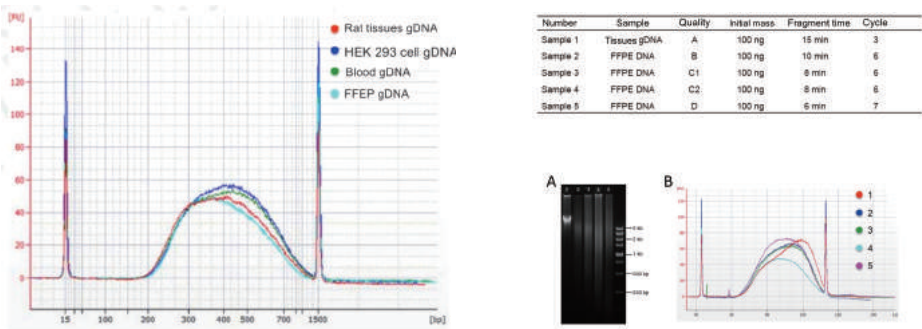 [FU]
140
120
100
80
60
40
20
0
15 100 200 300 400 500 700 1500 [bp]
Rat tissues gDNA
HEK 293 cell gDNA
Blood gDNA
FFEP gDNA
Number Sample Quality Initial mass Fragment time Cycle
Sample 1 Tissues gDNA A 100 ng 15 min 3
Sample 2 FFPE DNA B 100 ng 10 min 6
Sample 3 FFPE DNA C1 100 ng 8 min 6
Sample 4 FFPE DNA C2 100 ng 8 min 6
Sample 5 FFPE DNA D 100 ng 6 min 7
A
B
1
2
3
4
5